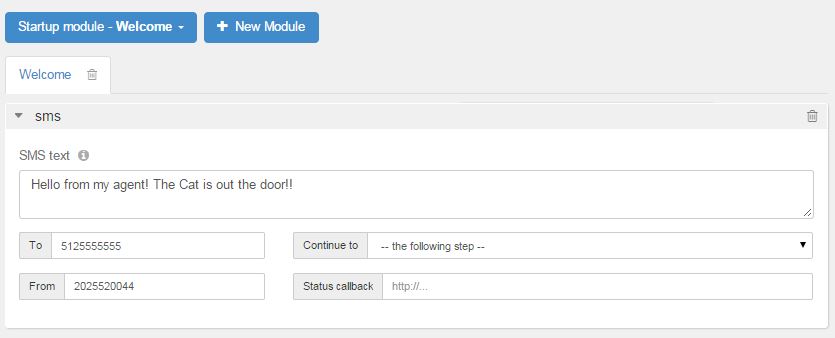 Startup module - Welcome
New Module
Welcome
sms
SMS text
Hello from my agent! The Cat is out the door!!
To 5125555555 Continue to -- the following step --
From 2025520044 Status callback http://...